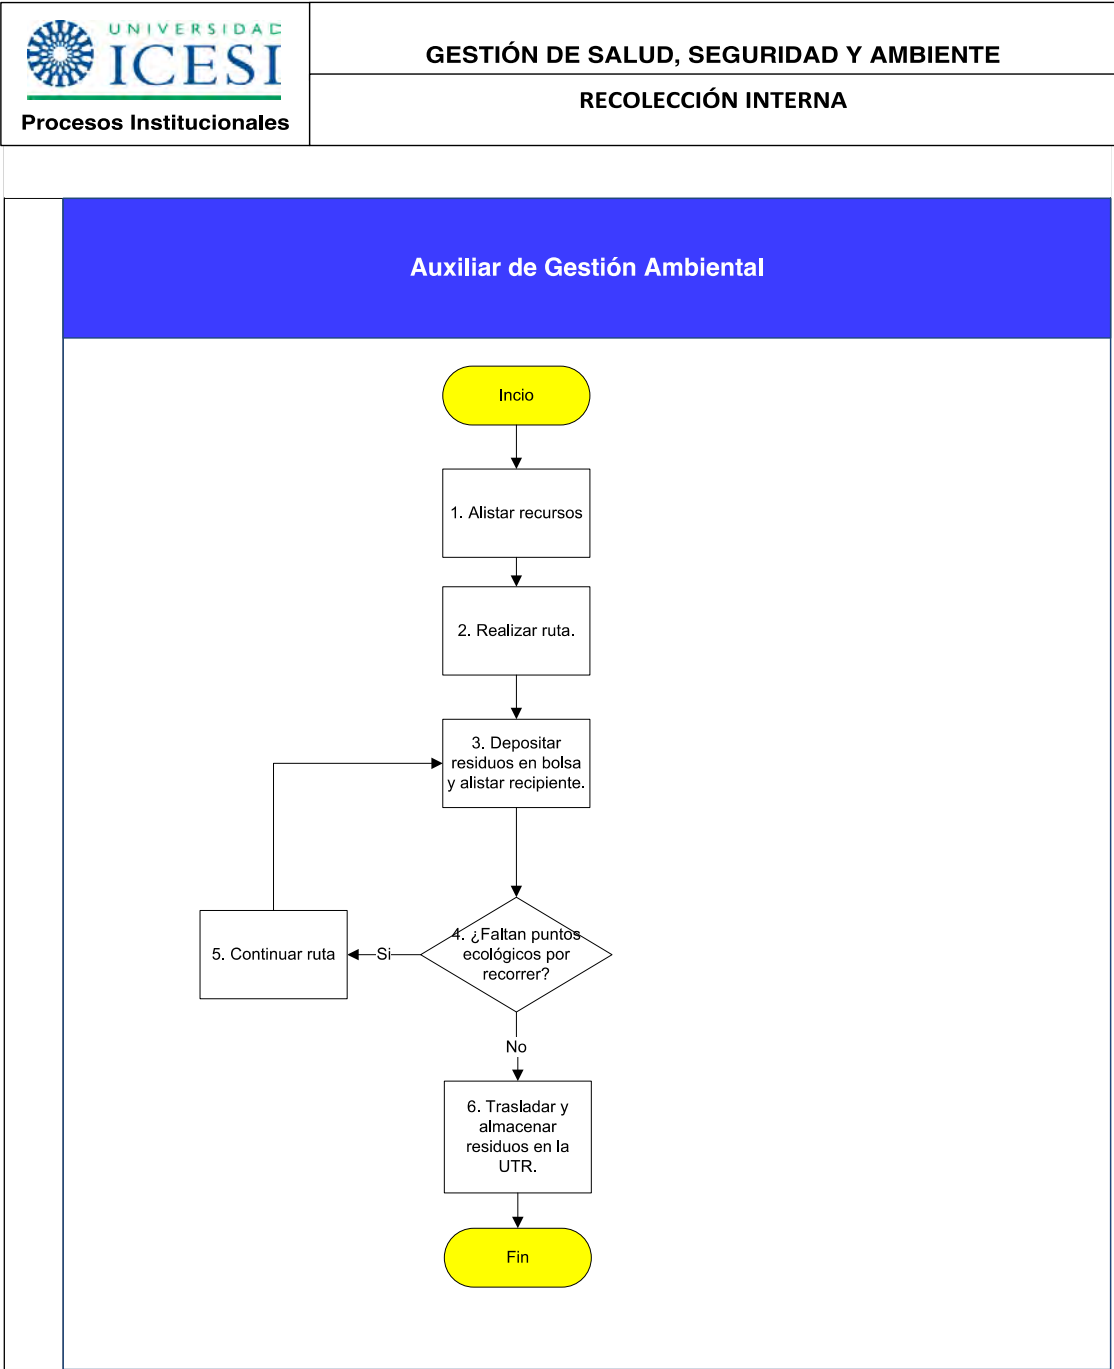 UNIVERSIDAD
ICESI
Procesos Institucionales
GESTIÓN DE SALUD, SEGURIDAD Y AMBIENTE
RECOLECCIÓN INTERNA
Auxiliar de Gestión Ambiental
Incio
1. Alistar recursos
2. Realizar ruta.
3. Depositar
residuos en bolsa
y alistar recipiente.
4. ¿Faltan puntos
ecológicos por
recorrer?
Si
5. Continuar ruta
No
6. Trasladar y
almacenar
residuos en la
UTR.
Fin